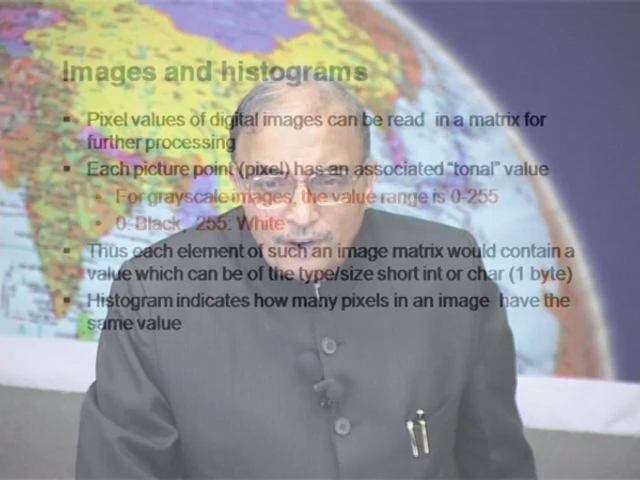 Images and histograms
▪ Pixel values of digital images can be read in a matrix for
further processing
▪ Each picture point (pixel) has an associated “tonal” value
• For grayscale images, the value range is 0-255
• 0: Black, 255: White
▪ Thus each element of such an image matrix would contain a
value which can be of the type/size short int or char (1 byte)
▪ Histogram indicates how many pixels in an image have the
same value